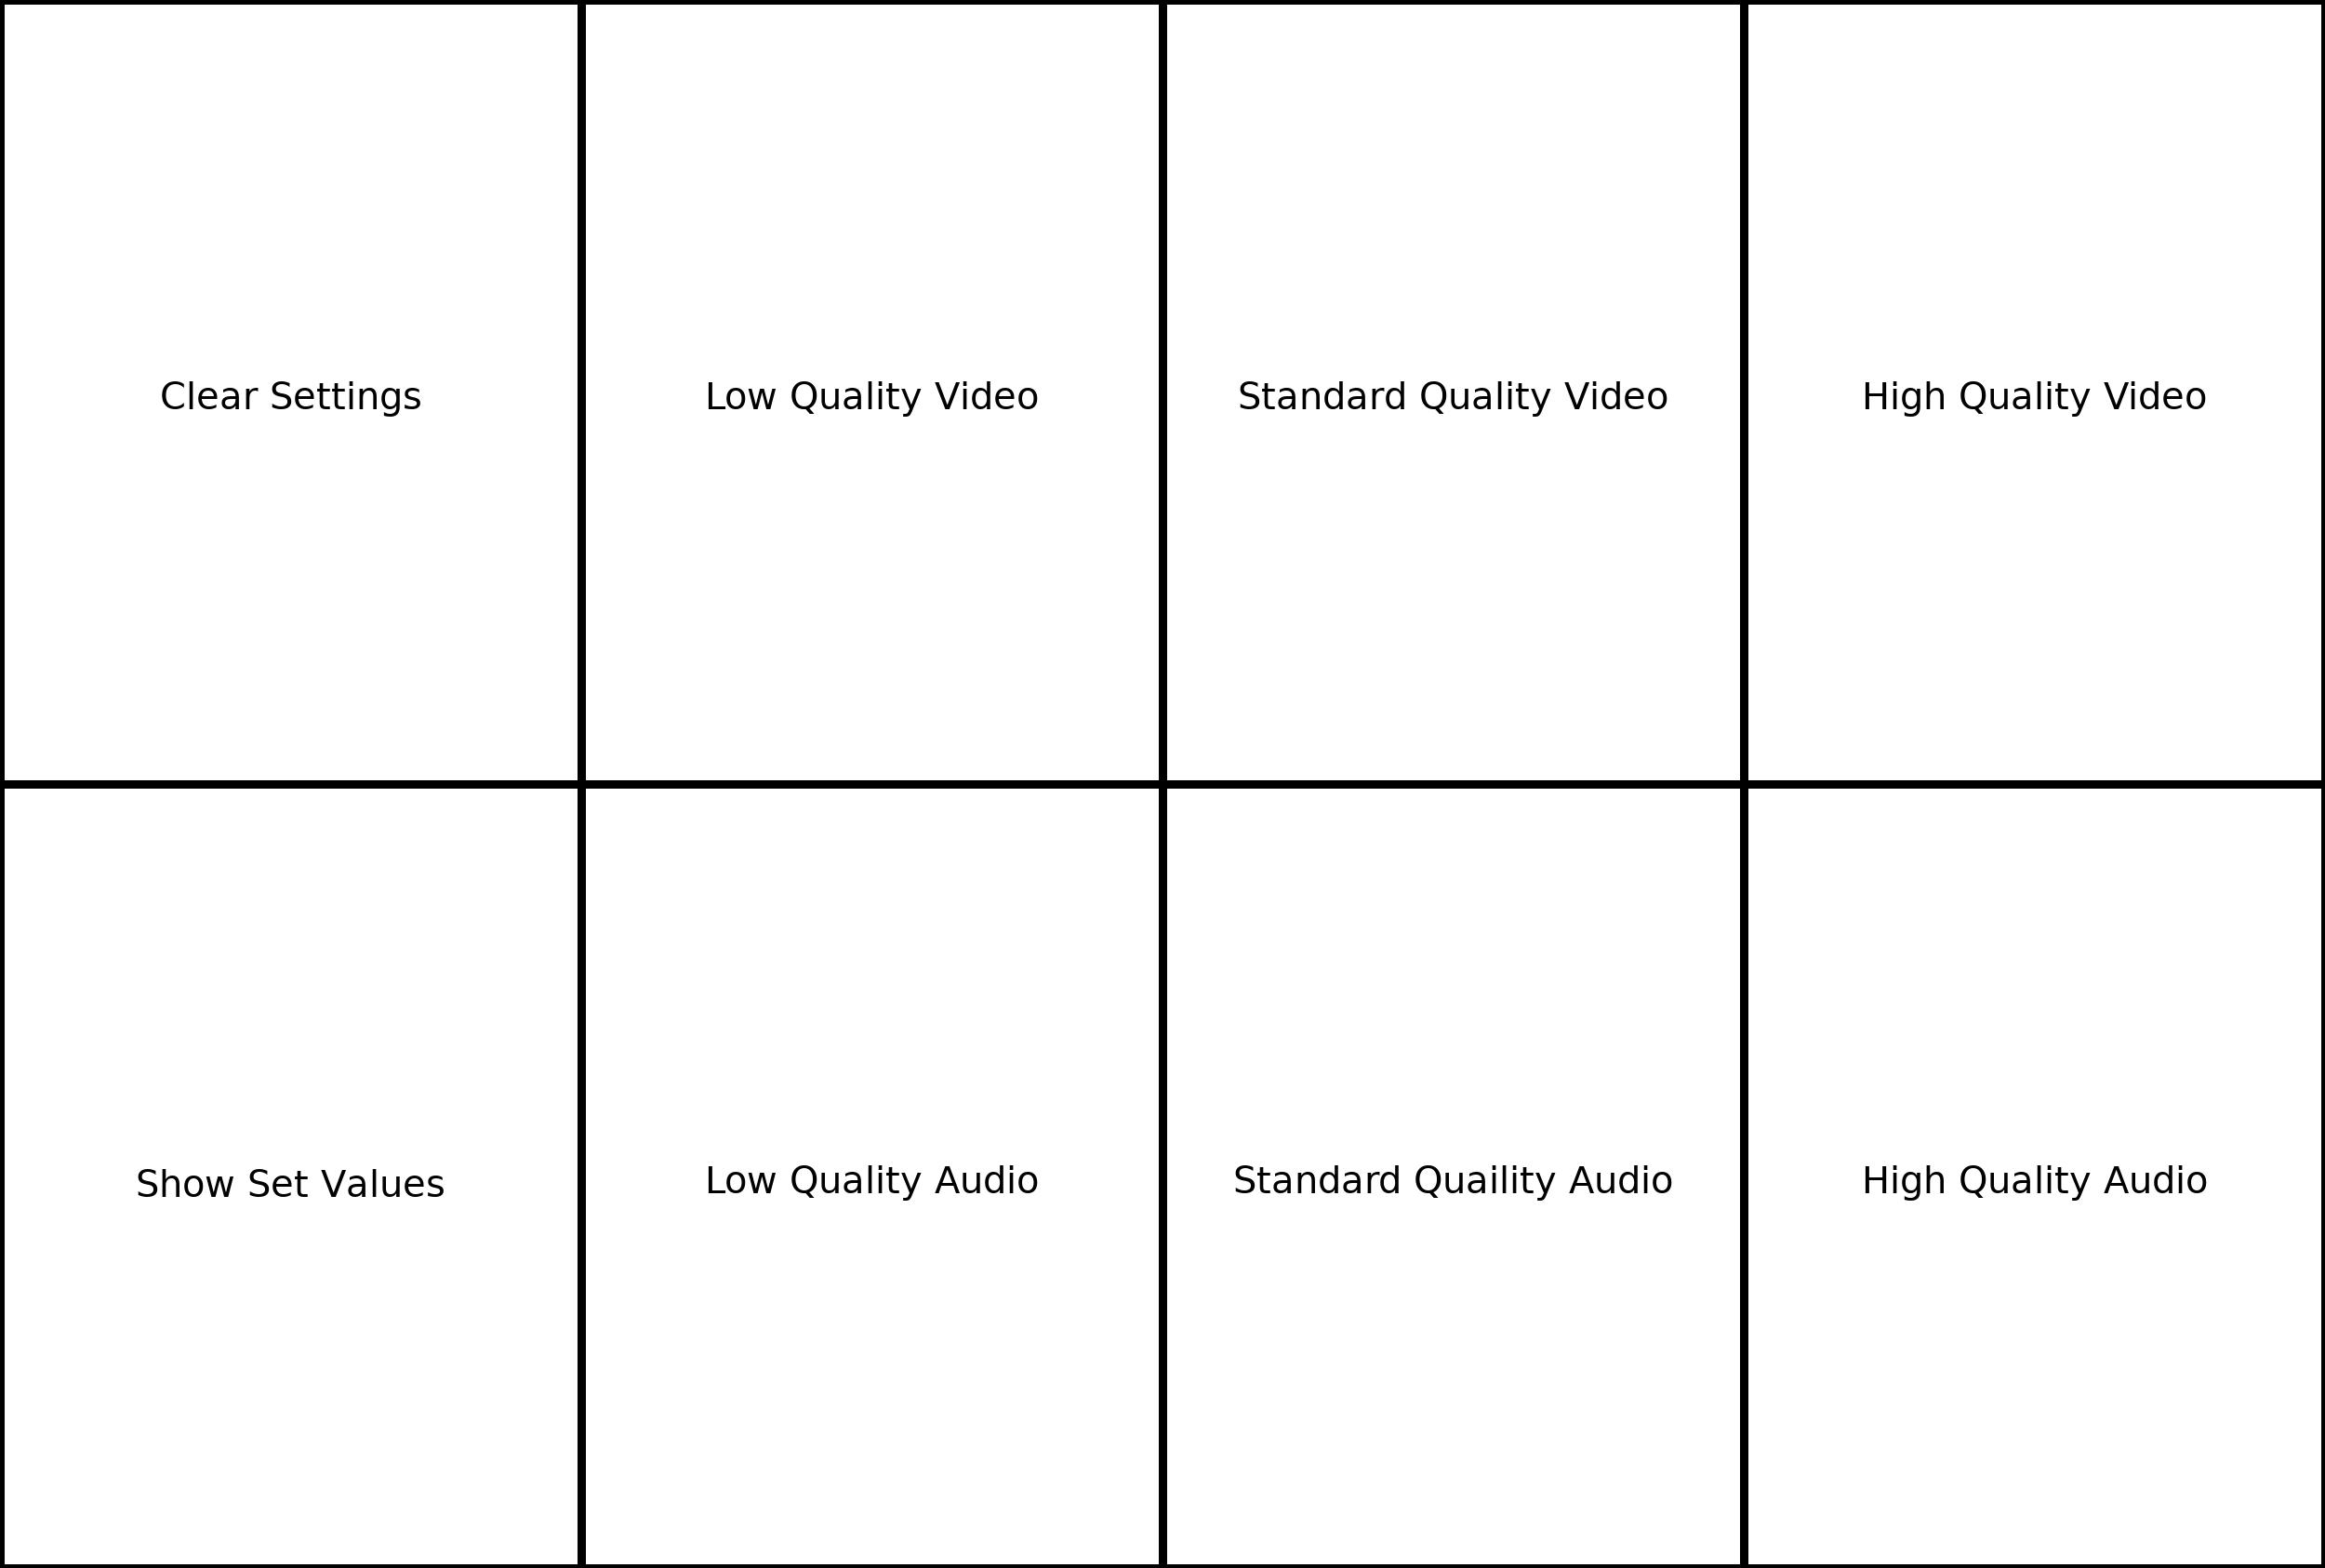 Clear Settings
Low Quality Video
Standard Quality Video
High Quality Video
Show Set Values
Low Quality Audio
Standard Quaility Audio
High Quality Audio